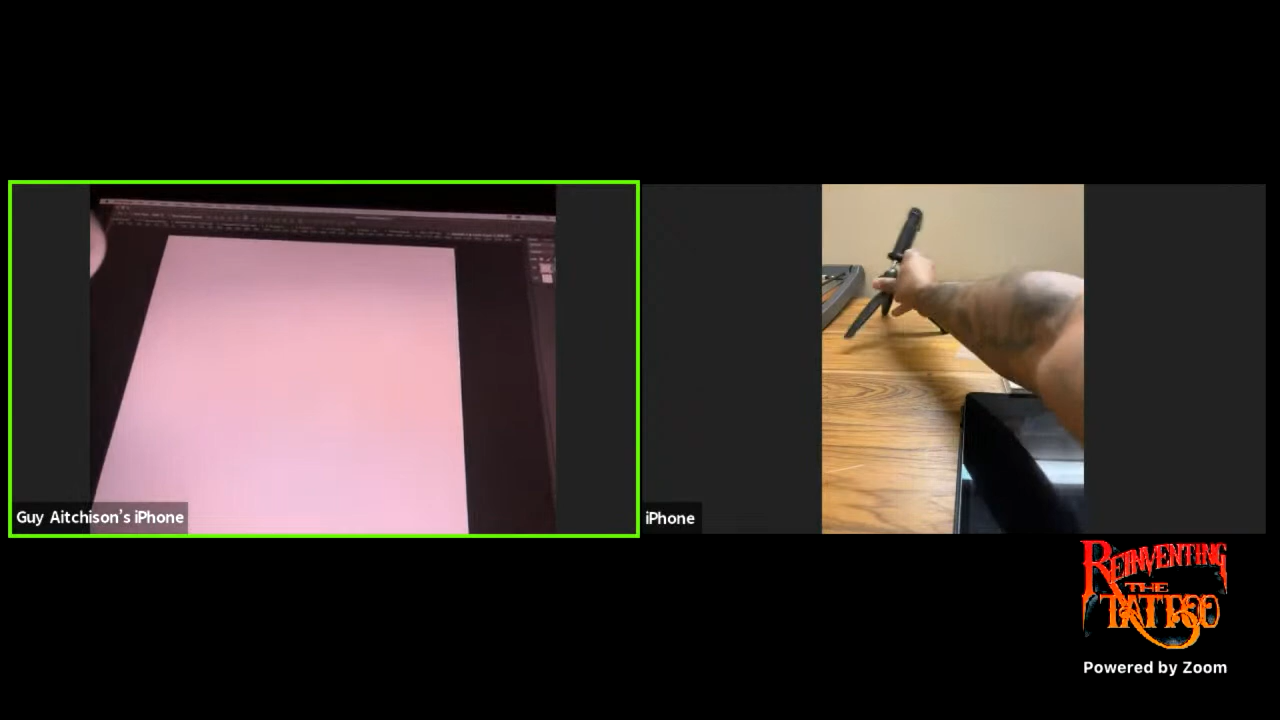 Guy Aitchison's iPhone
iPhone
REINVENTING
THE
TATTOO
Powered by Zoom